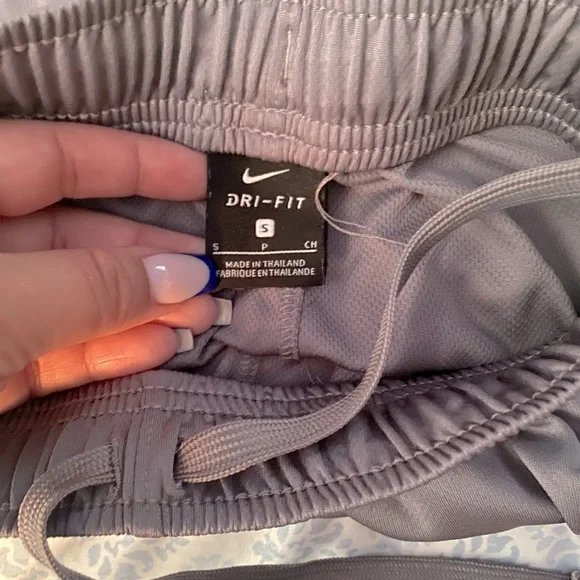 DRI-FIT
S
S P CH
MADE IN THAILAND
FABRIQUE EN THAILANDE